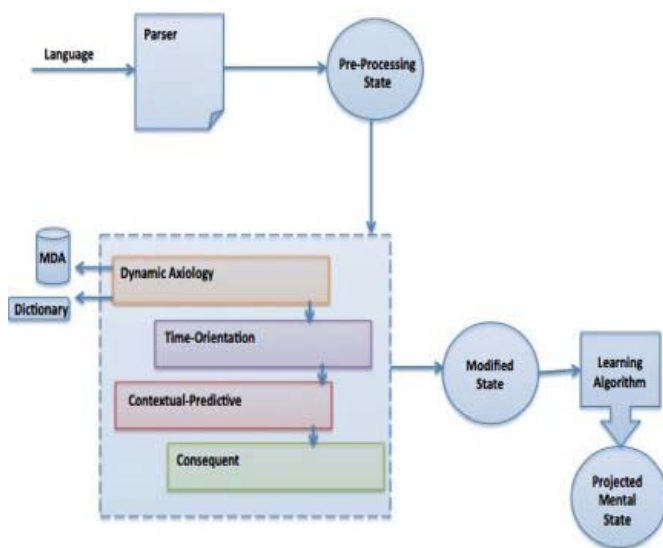 Parser
Language
Pre-Processing
State
MDA
Dictionary
Dynamic Axiology
Time-Orientation
Contextual-Predictive
Consequent
Modified
State
Learning
Algorithm
Projected
Mental
State